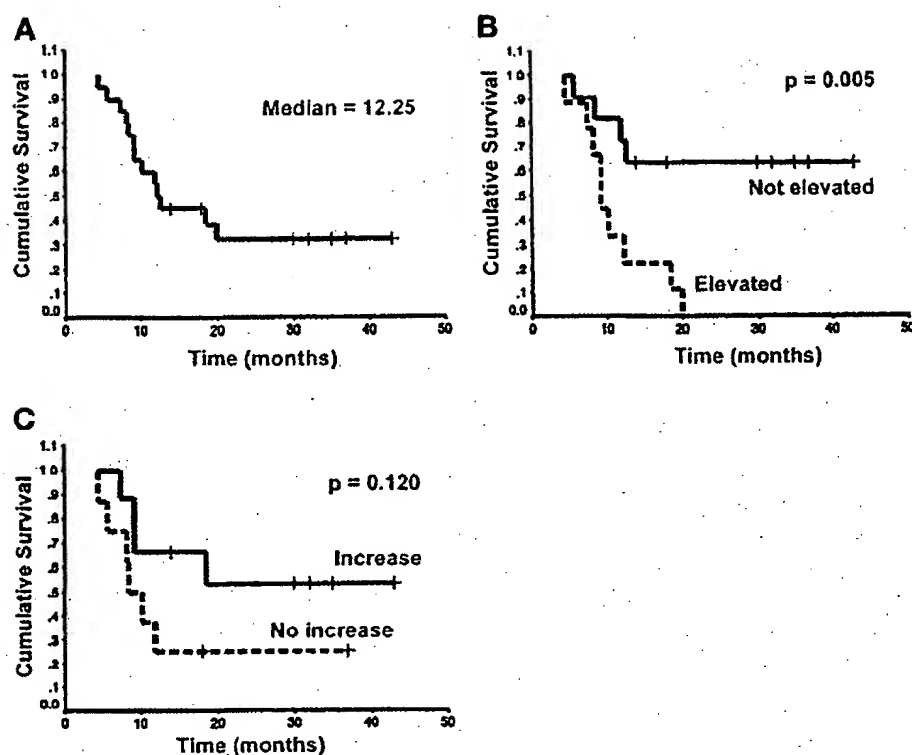 A
1.1
1.0
.9
.8
.7
.6
.5
.4
.3
.2
.1
0.0
Cumulative Survival
Median = 12.25
0 10 20 30 40 50
Time (months)
B
1.1
1.0
.9
.8
.7
.6
.5
.4
.3
.2
.1
0.0
Cumulative Survival
p = 0.005
Not elevated
Elevated
0 10 20 30 40 50
Time (months)
C
1.1
1.0
.9
.8
.7
.6
.5
.4
.3
.2
.1
0.0
Cumulative Survival
p = 0.120
Increase
No increase
0 10 20 30 40 50
Time (months)